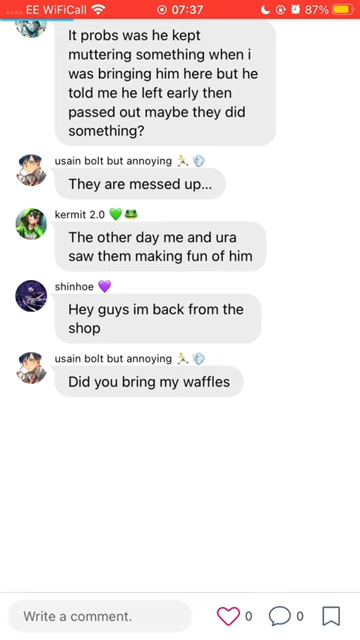 EE WiFiCall 07:37 87%
It probs was he kept
muttering something when i
was bringing him here but he
told me he left early then
passed out maybe they did
something?
usain bolt but annoying 🏃 💨
They are messed up...
kermit 2.0 💚🐸
The other day me and ura
saw them making fun of him
shinhoe 💜
Hey guys im back from the
shop
usain bolt but annoying 🏃 💨
Did you bring my waffles
Write a comment. 0 0